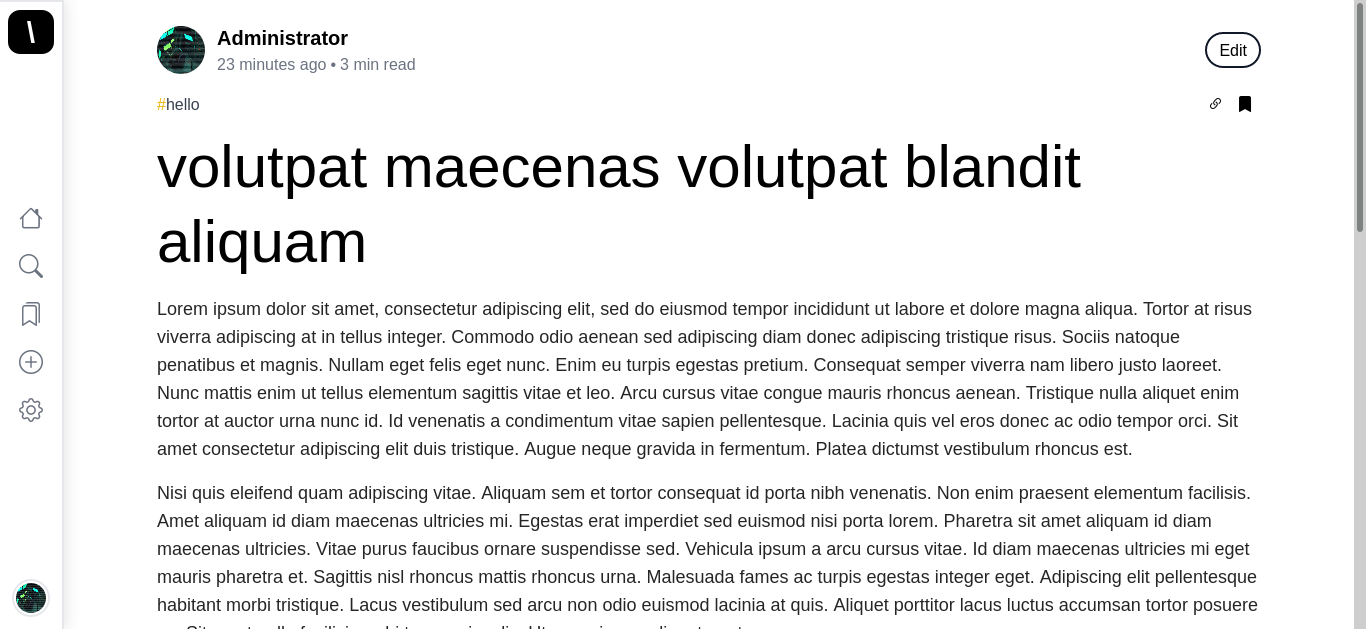 \
Administrator
23 minutes ago • 3 min read
Edit
#hello
volutpat maecenas volutpat blandit
aliquam
Lorem ipsum dolor sit amet, consectetur adipiscing elit, sed do eiusmod tempor incididunt ut labore et dolore magna aliqua. Tortor at risus
viverra adipiscing at in tellus integer. Commodo odio aenean sed adipiscing diam donec adipiscing tristique risus. Sociis natoque
penatibus et magnis. Nullam eget felis eget nunc. Enim eu turpis egestas pretium. Consequat semper viverra nam libero justo laoreet.
Nunc mattis enim ut tellus elementum sagittis vitae et leo. Arcu cursus vitae congue mauris rhoncus aenean. Tristique nulla aliquet enim
tortor at auctor urna nunc id. Id venenatis a condimentum vitae sapien pellentesque. Lacinia quis vel eros donec ac odio tempor orci. Sit
amet consectetur adipiscing elit duis tristique. Augue neque gravida in fermentum. Platea dictumst vestibulum rhoncus est.
Nisi quis eleifend quam adipiscing vitae. Aliquam sem et tortor consequat id porta nibh venenatis. Non enim praesent elementum facilisis.
Amet aliquam id diam maecenas ultricies mi. Egestas erat imperdiet sed euismod nisi porta lorem. Pharetra sit amet aliquam id diam
maecenas ultricies. Vitae purus faucibus ornare suspendisse sed. Vehicula ipsum a arcu cursus vitae. Id diam maecenas ultricies mi eget
mauris pharetra et. Sagittis nisl rhoncus mattis rhoncus urna. Malesuada fames ac turpis egestas integer eget. Adipiscing elit pellentesque
habitant morbi tristique. Lacus vestibulum sed arcu non odio euismod lacinia at quis. Aliquet porttitor lacus luctus accumsan tortor posuere